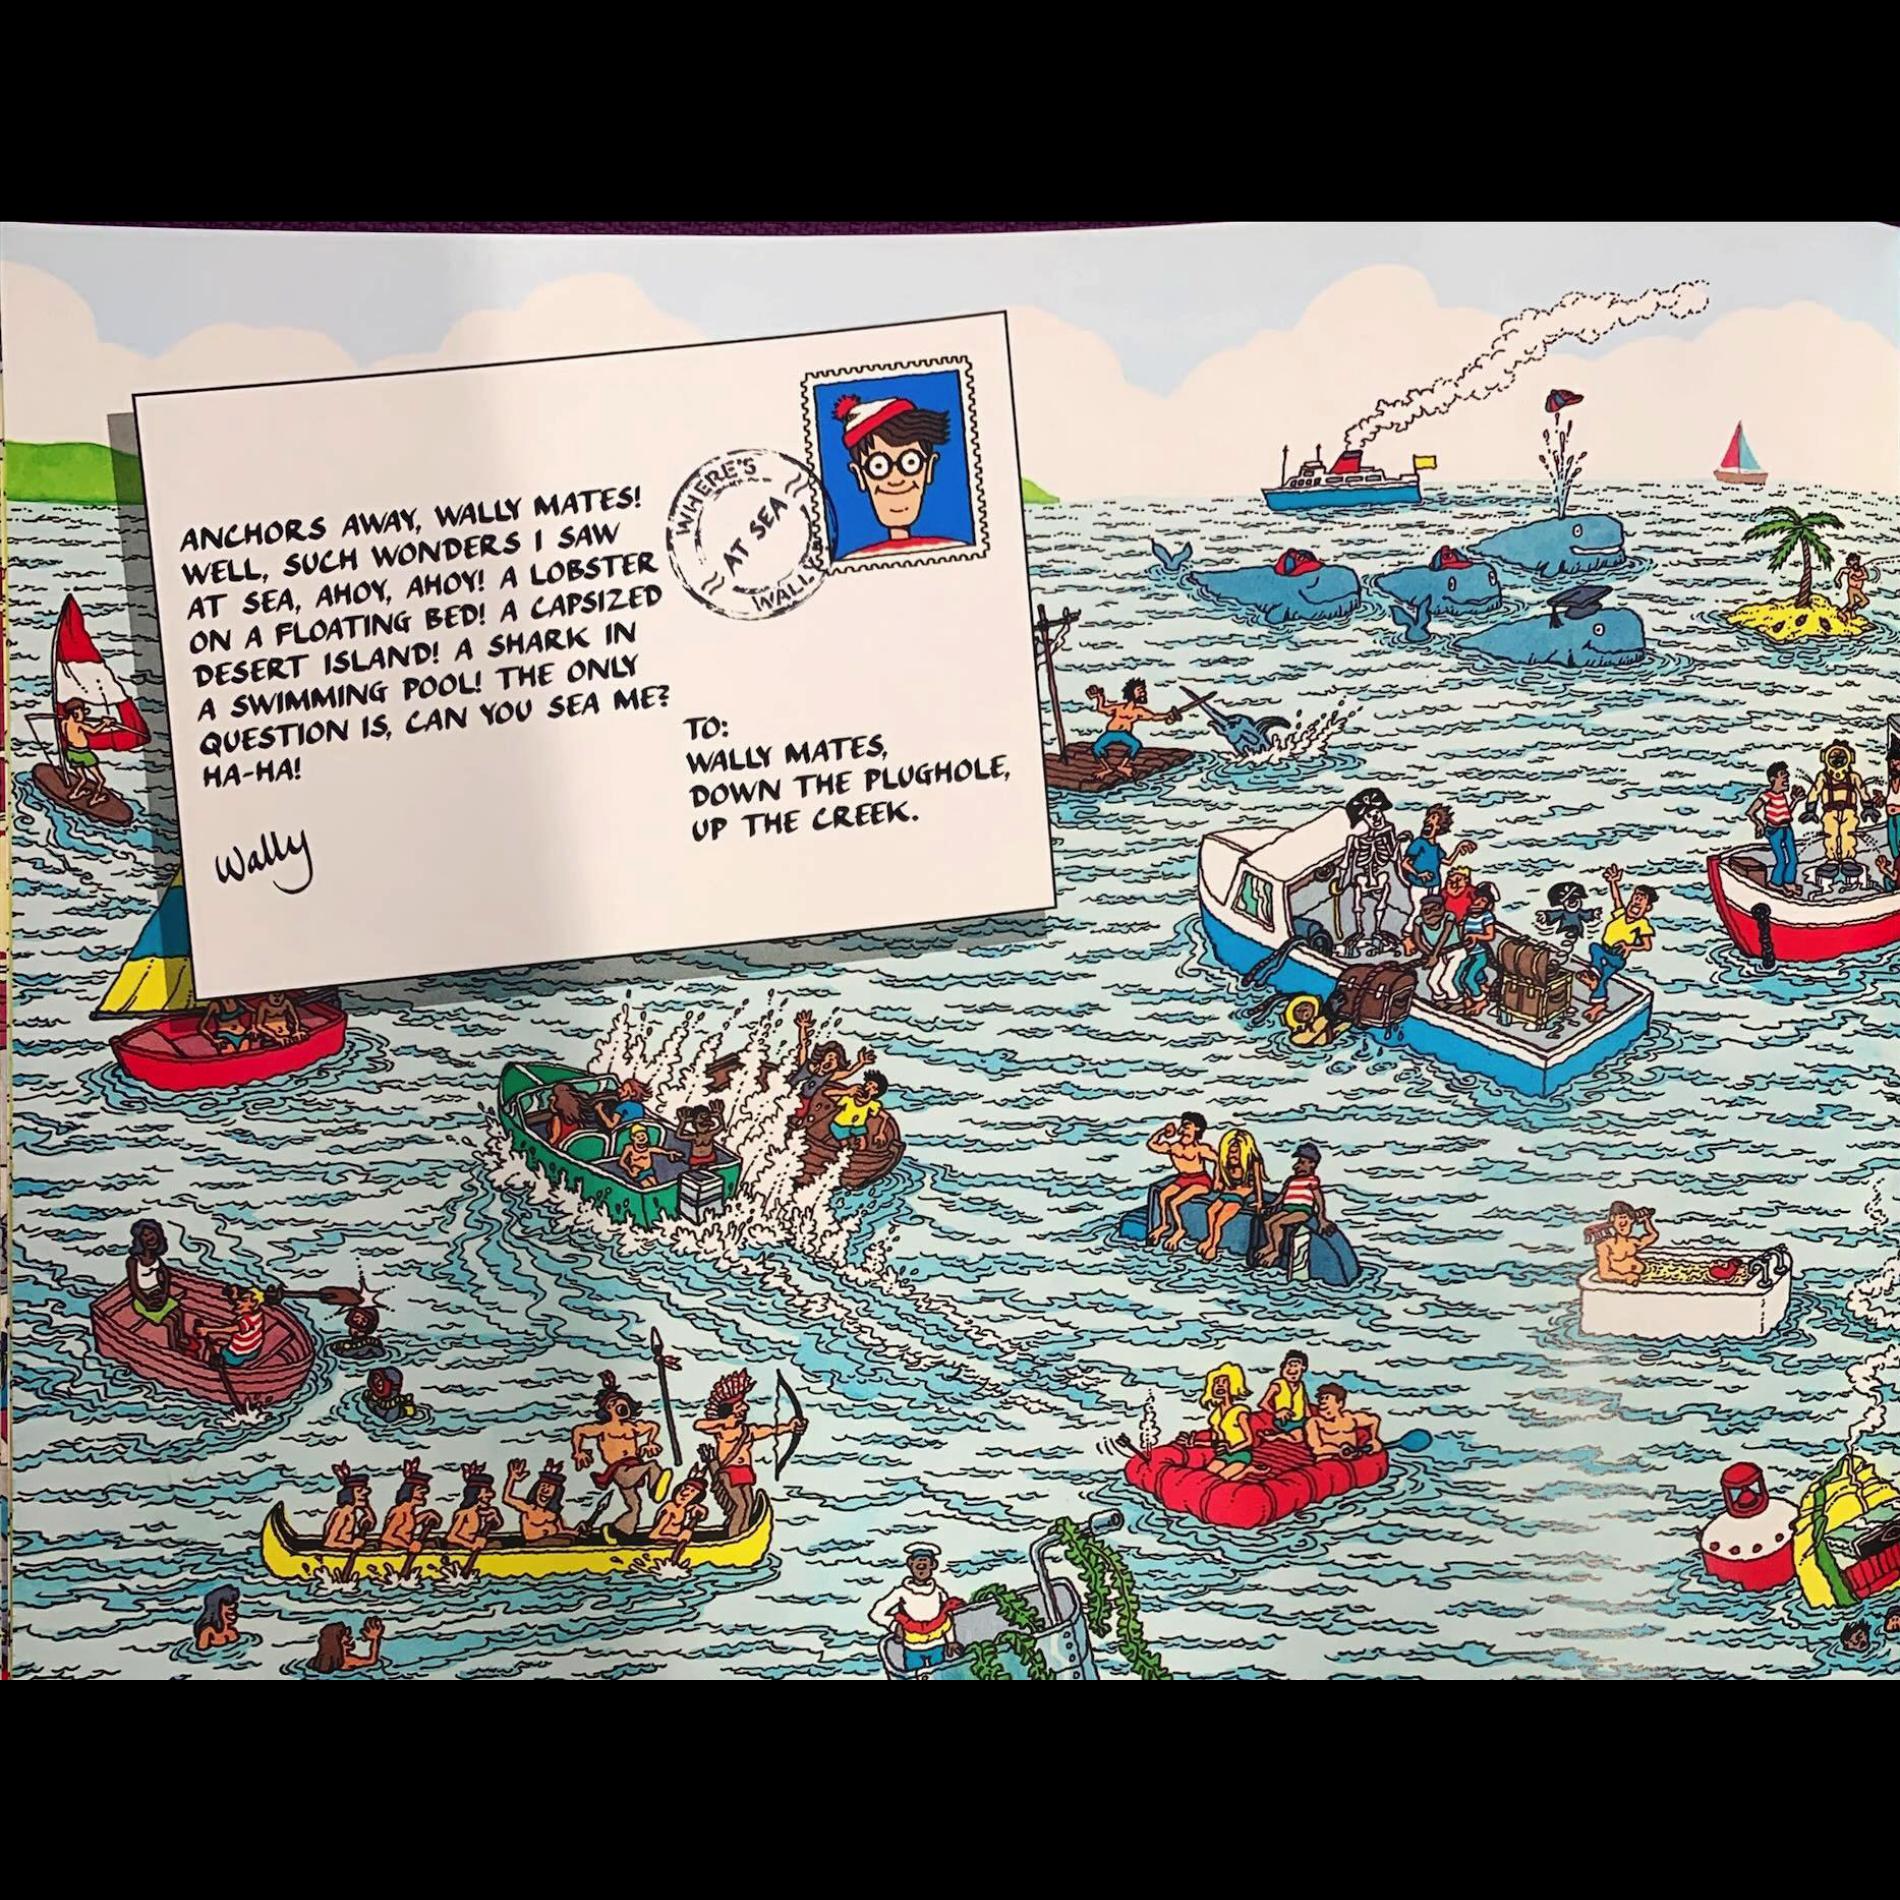 ANCHORS AWAY, WALLY MATES!
WELL, SUCH WONDERS I SAW
AT SEA, AHOY, AHOY! A LOBSTER
ON A FLOATING BED! A CAPSIZED
DESERT ISLAND! A SHARK IN
A SWIMMING POOL! THE ONLY
QUESTION IS, CAN YOU SEA ME?
HA-HA!
Wally
WHERE'S
AT SEA
WALLY
TO:
WALLY MATES,
DOWN THE PLUGHOLE,
UP THE CREEK.